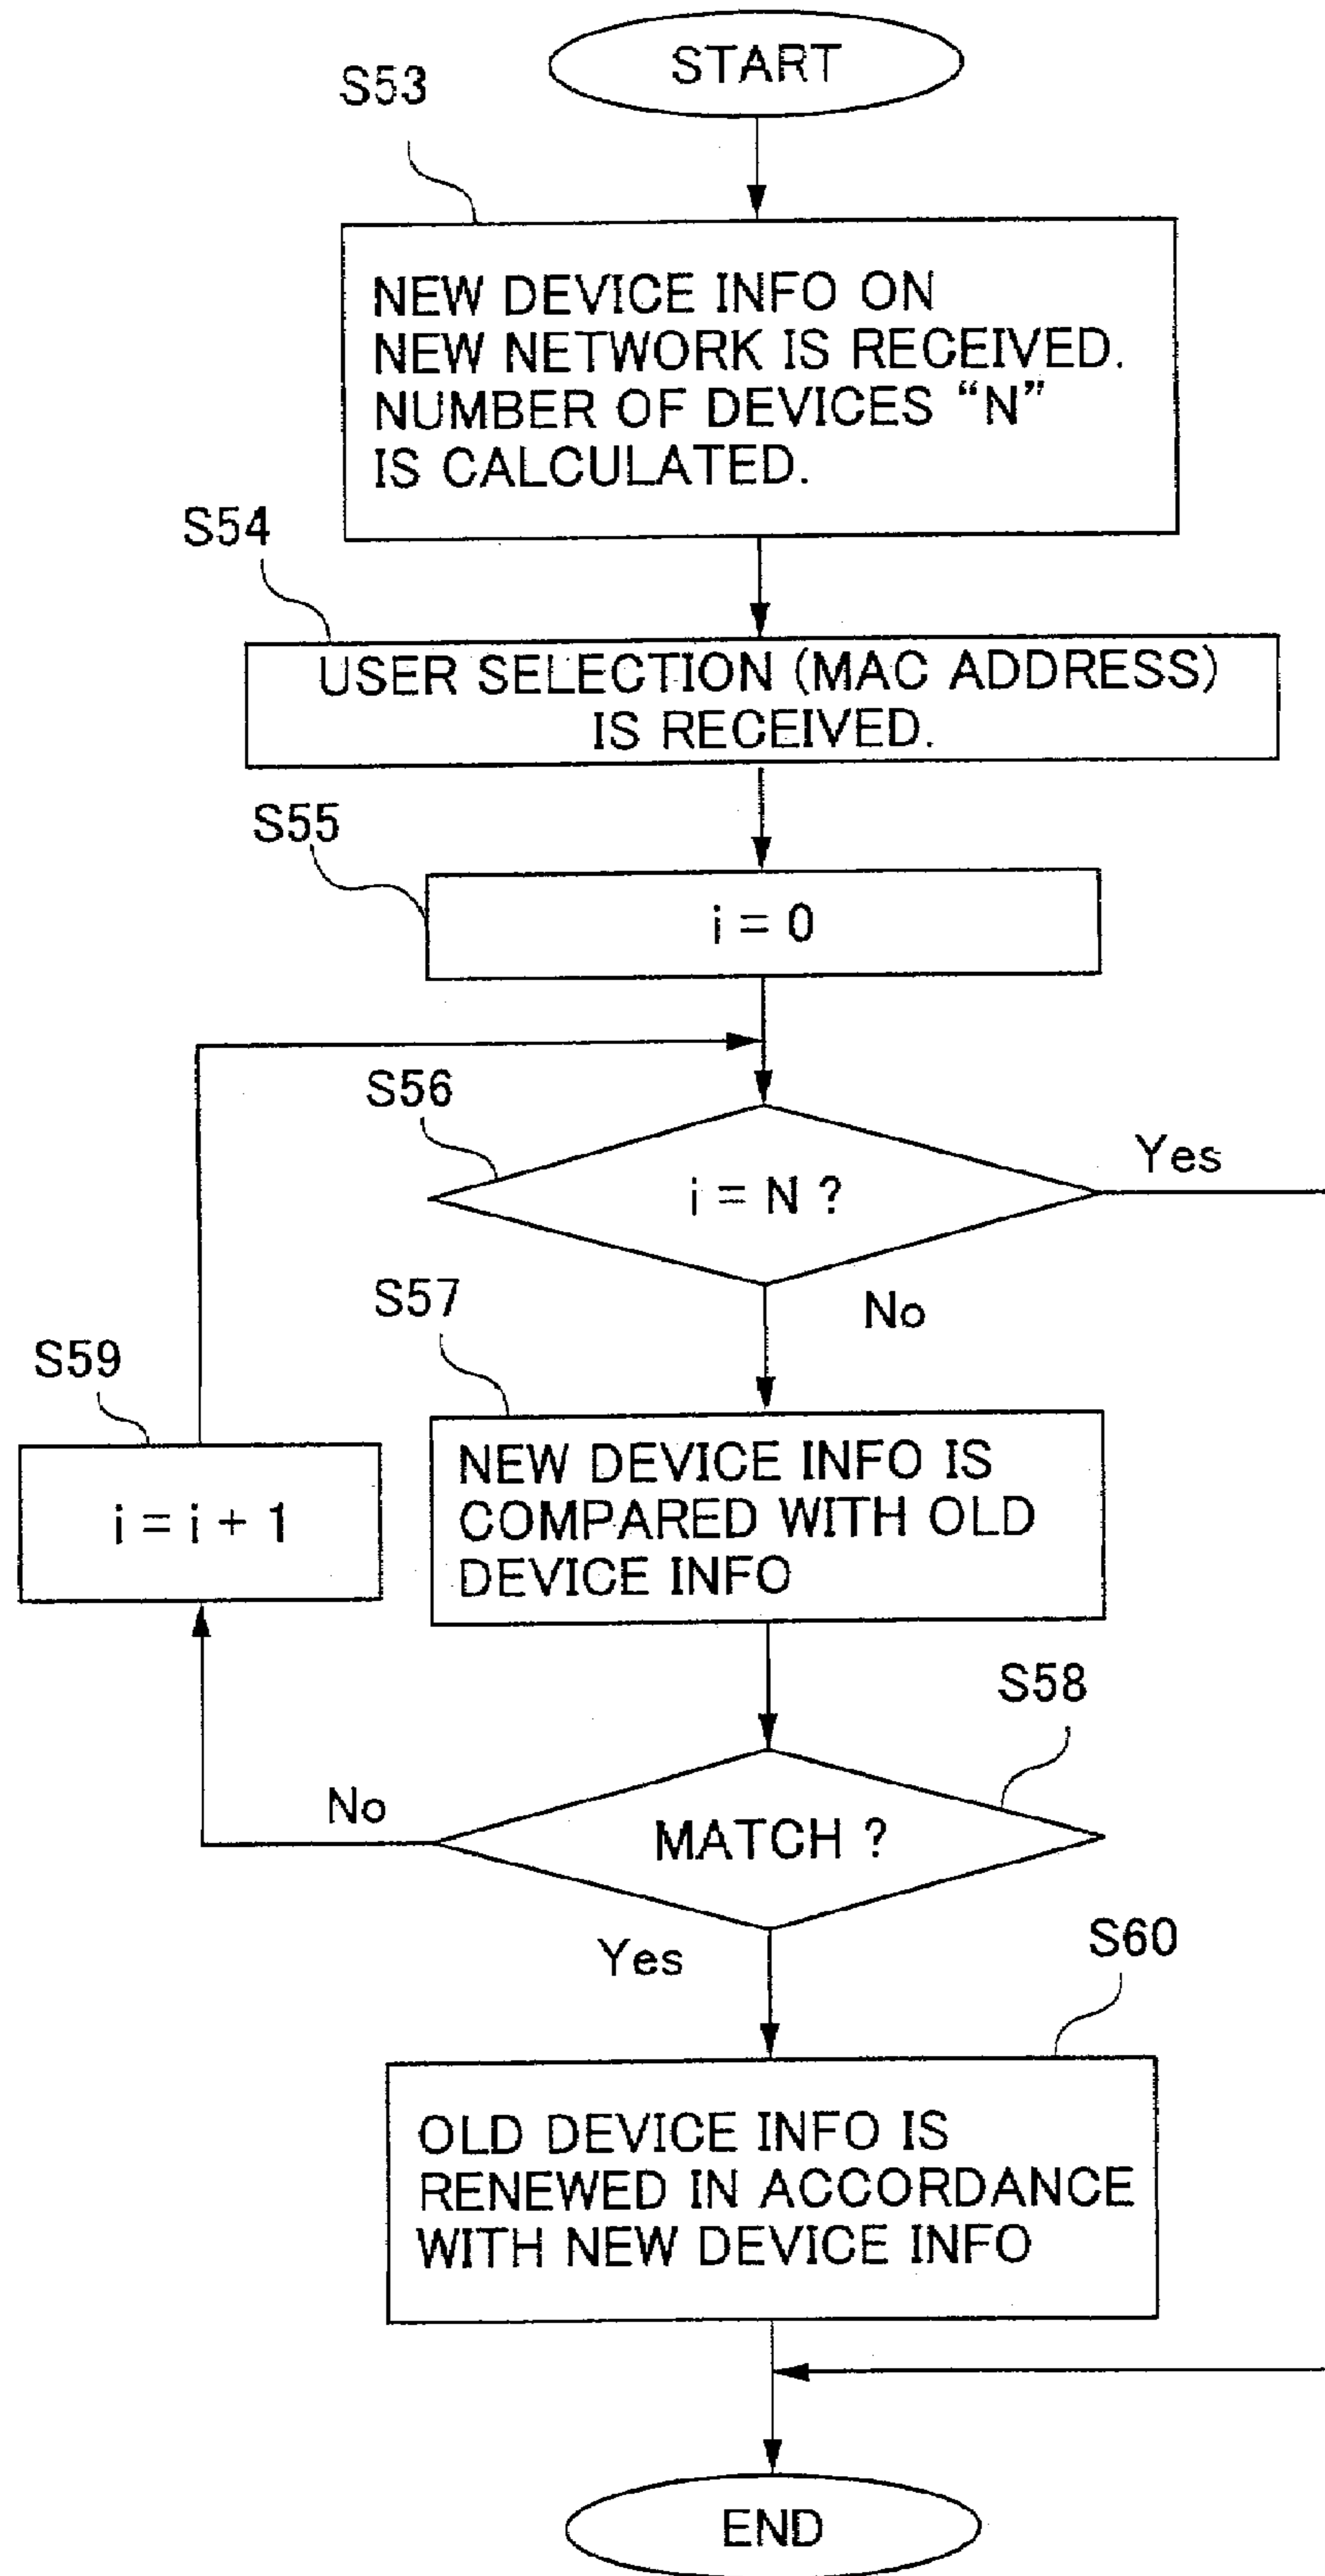 START
S53
NEW DEVICE INFO ON
NEW NETWORK IS RECEIVED.
NUMBER OF DEVICES “N”
IS CALCULATED.
S54
USER SELECTION (MAC ADDRESS)
IS RECEIVED.
S55
i = 0
S56
i = N ?
Yes
No
S57
NEW DEVICE INFO IS
COMPARED WITH OLD
DEVICE INFO
S59
i = i + 1
S58
MATCH ?
No
Yes
S60
OLD DEVICE INFO IS
RENEWED IN ACCORDANCE
WITH NEW DEVICE INFO
END